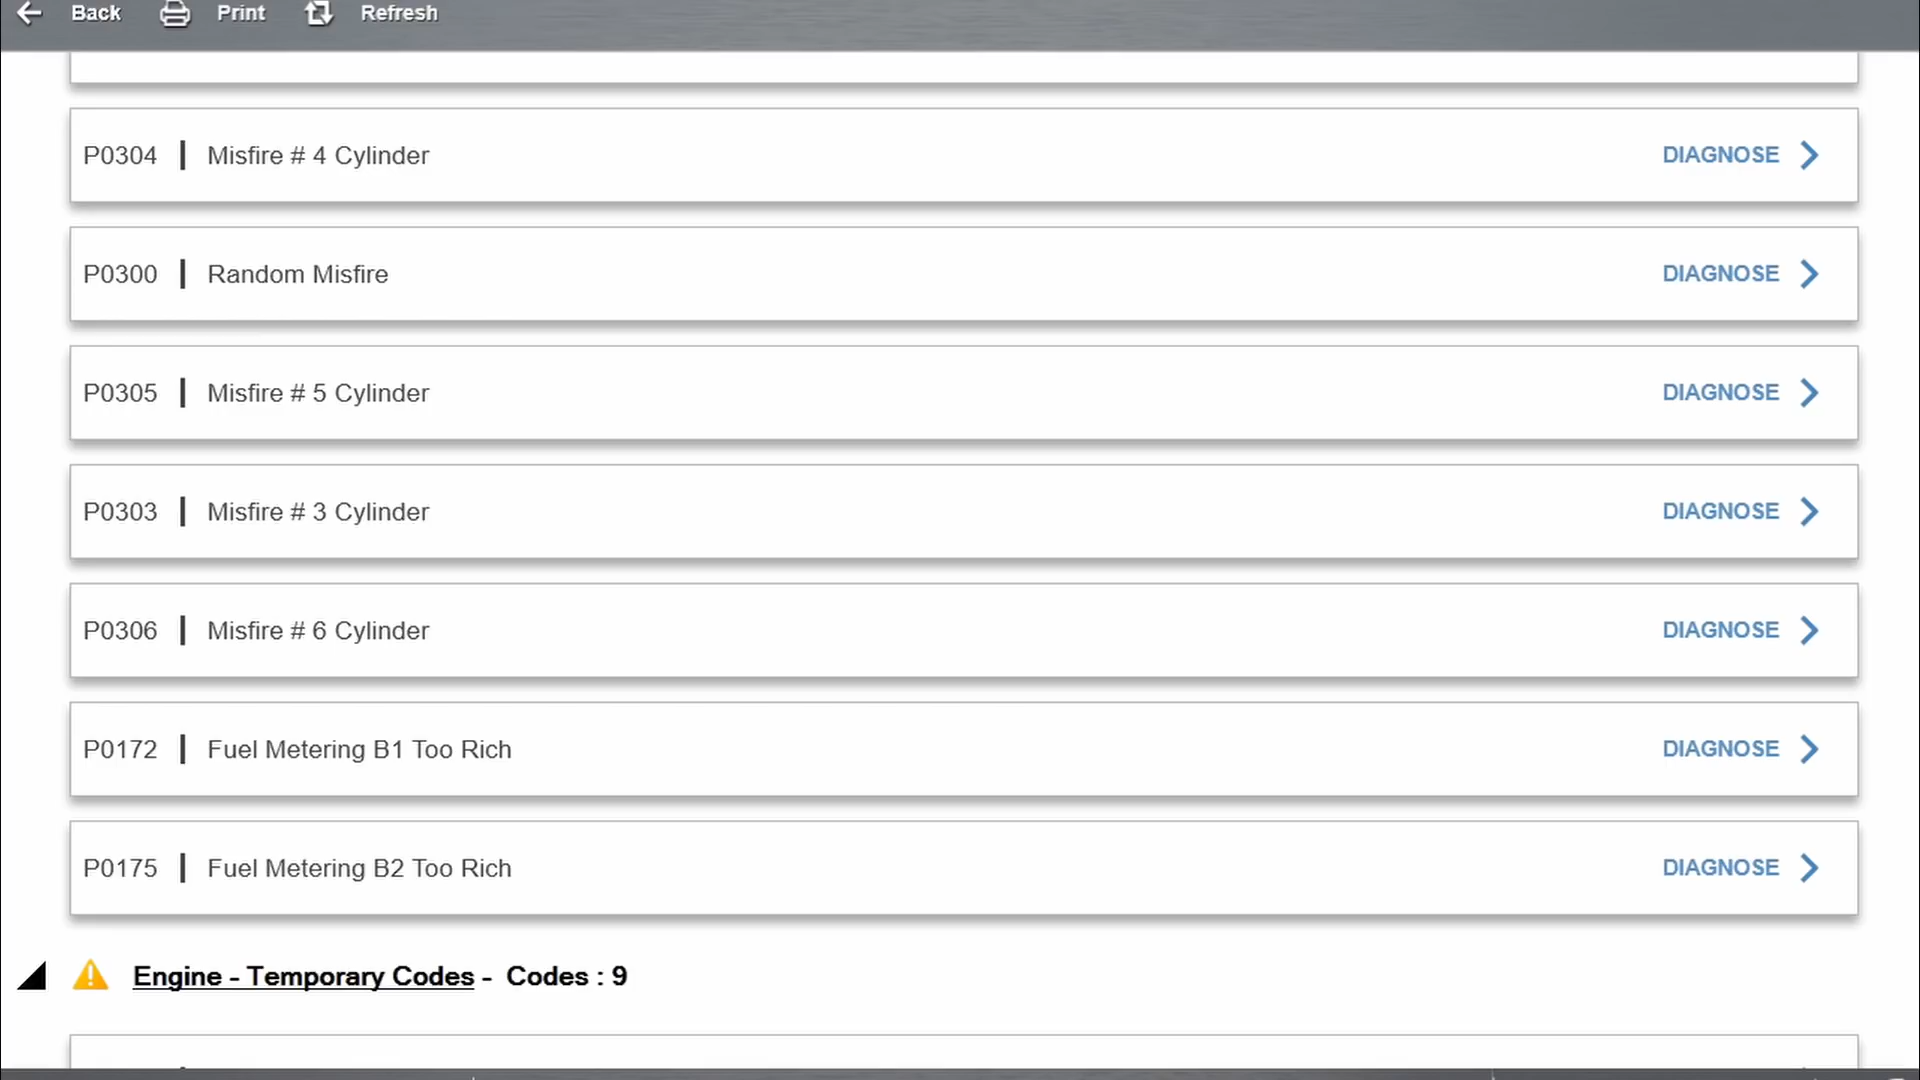 Back Print Refresh
P0304 | Misfire # 4 Cylinder DIAGNOSE
P0300 | Random Misfire DIAGNOSE
P0305 | Misfire # 5 Cylinder DIAGNOSE
P0303 | Misfire # 3 Cylinder DIAGNOSE
P0306 | Misfire # 6 Cylinder DIAGNOSE
P0172 | Fuel Metering B1 Too Rich DIAGNOSE
P0175 | Fuel Metering B2 Too Rich DIAGNOSE
Engine - Temporary Codes - Codes : 9